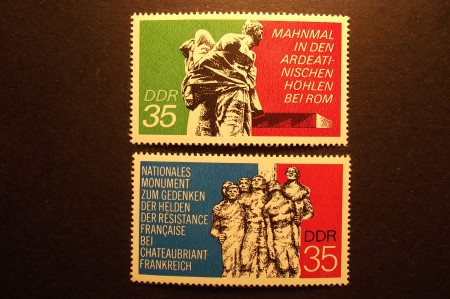 MAHNMAL
IN DEN
ARDEATI-
NISCHEN
HÖHLEN
BEI ROM
DDR
35
NATIONALES
MONUMENT
ZUM GEDENKEN
DER HELDEN
DER RÉSISTANCE
FRANÇAISE
BEI
CHATEAUBRIANT
FRANKREICH
DDR
35